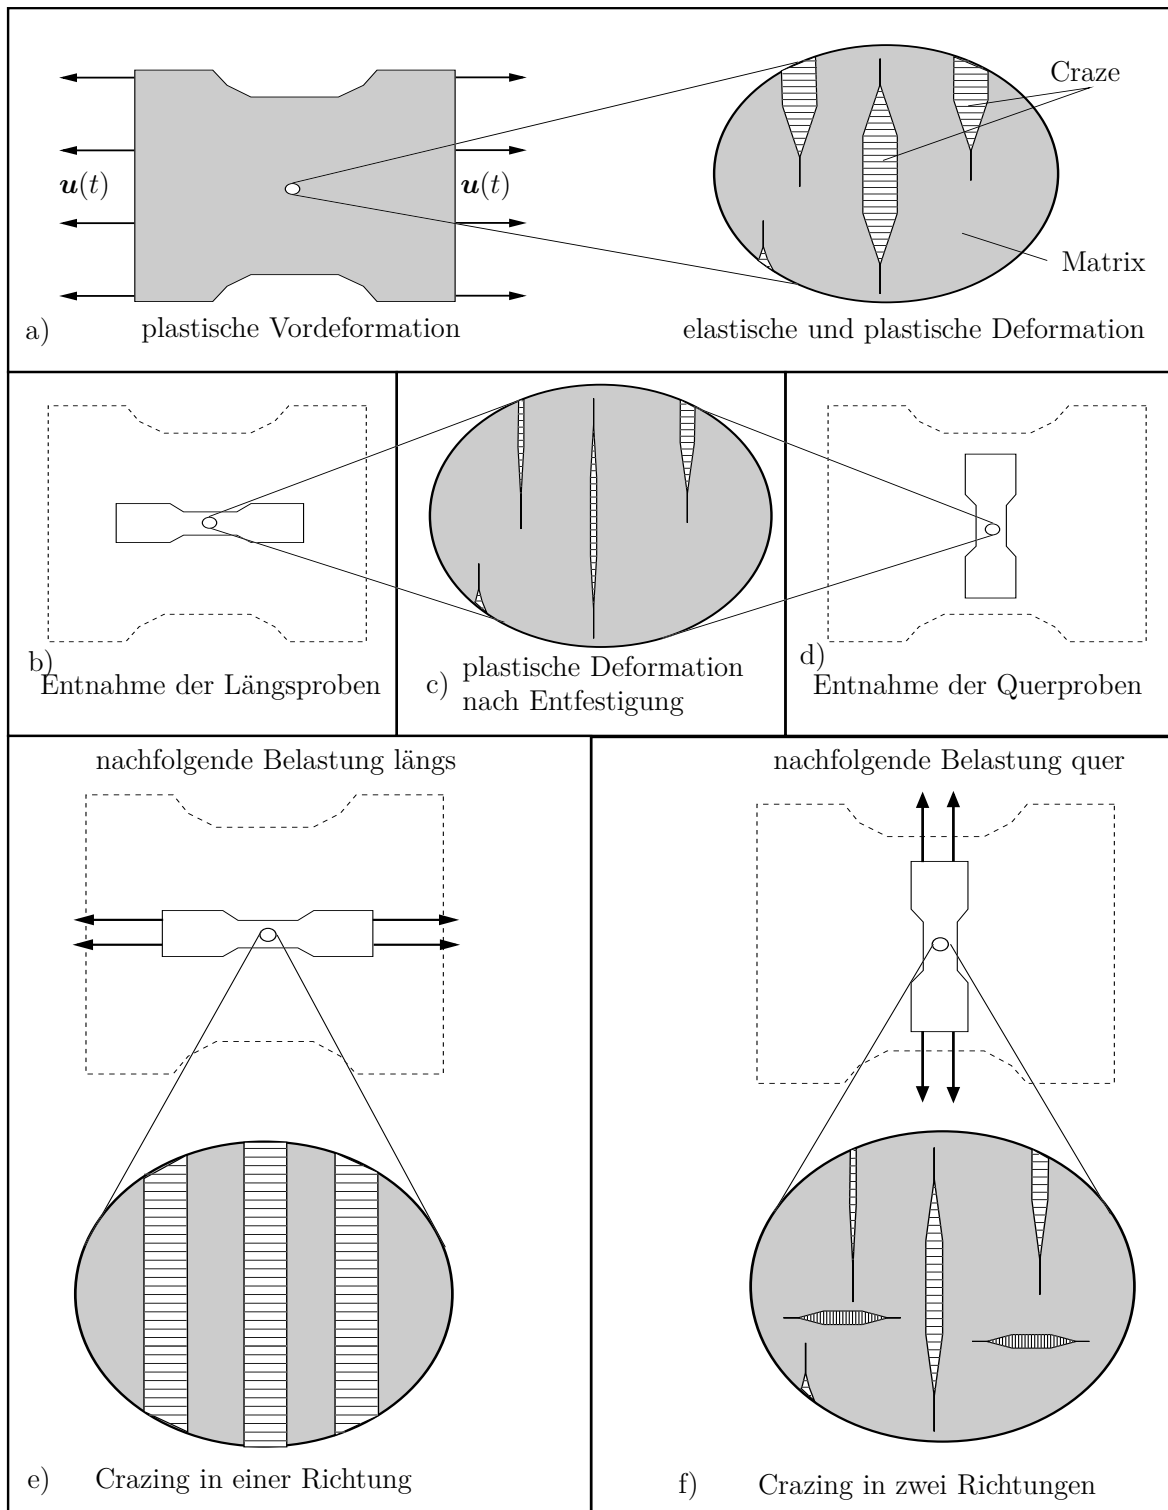 Craze
u(t)
u(t)
Matrix
a)
plastische Vordeformation
elastische und plastische Deformation
b)
Entnahme der Längsproben
c)
plastische Deformation
nach Entfestigung
d)
Entnahme der Querproben
nachfolgende Belastung längs
nachfolgende Belastung quer
e)
Crazing in einer Richtung
f)
Crazing in zwei Richtungen